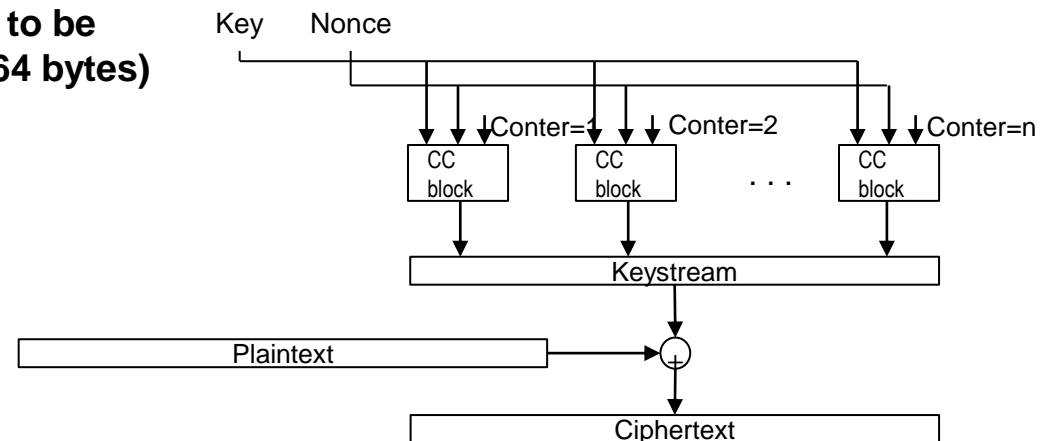 to be
64 bytes)
Key Nonce
Conter=1 Conter=2 Conter=n
CC CC CC
block block . . . block
Keystream
Plaintext
+
Ciphertext